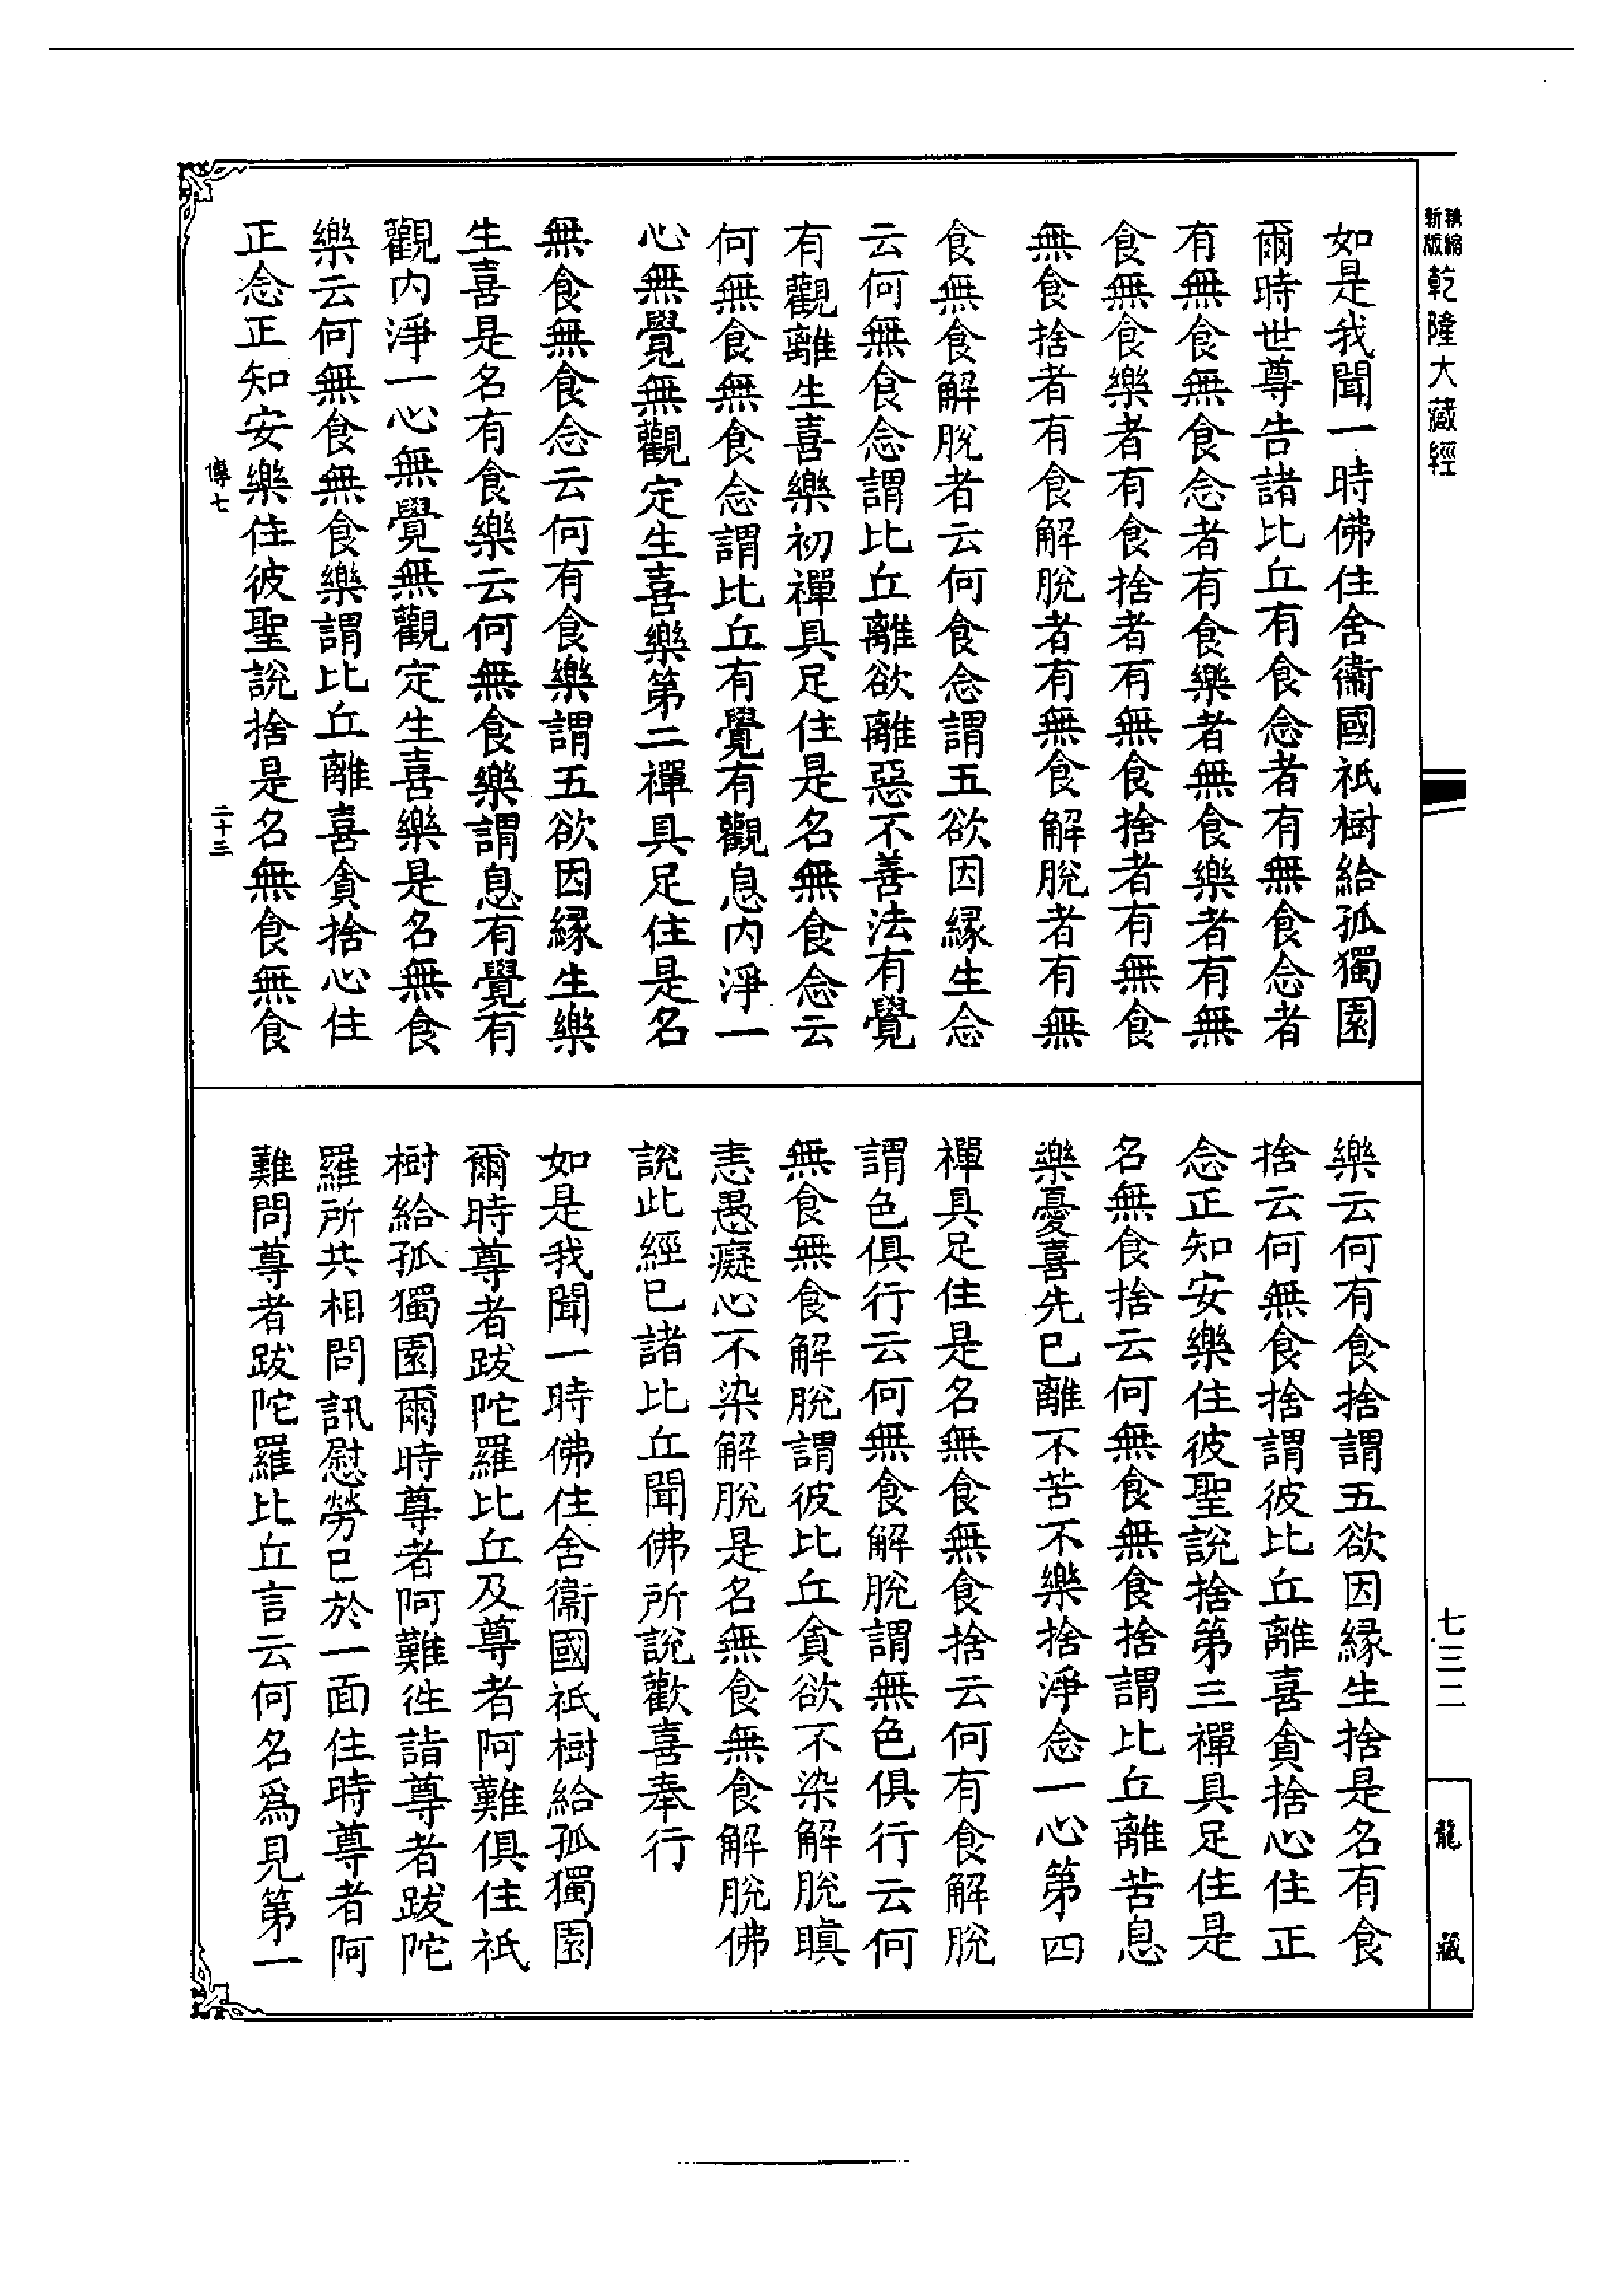 精縮新版乾隆大藏經
如是我聞一時佛住舍衞國祇樹給孤獨園
爾時世尊告諸比丘有食念者有無食念者
有無食無食念者有食樂者無食樂者有無
食無食樂者有食捨者有無食捨者有無食
無食捨者有食解脫者有無食解脫者有無
食無食解脫者云何食念謂五欲因緣生念
云何無食念謂比丘離欲離惡不善法有覺
有觀離生喜樂初禪具足住是名無食念云
何無食無食念謂比丘有覺有觀息內淨一
心無覺無觀定生喜樂第二禪具足住是名
無食無食念云何有食樂謂五欲因緣生樂
生喜是名有食樂云何無食樂謂息有覺有
觀內淨一心無覺無觀定生喜樂是名無食
樂云何無食無食樂謂比丘離喜貪捨心住
正念正知安樂住彼聖說捨是名無食無食
樂云何有食捨謂五欲因緣生捨是名有食
捨云何無食捨謂彼比丘離喜貪捨心住正
念正知安樂住彼聖說捨第三禪具足住是
名無食捨云何無食無食捨謂比丘離苦息
樂憂喜先已離不苦不樂捨淨念一心第四
禪具足住是名無食無食捨云何有食解脫
謂色俱行云何無食解脫謂無色俱行云何
無食無食解脫謂彼比丘貪欲不染解脫瞋
恚愚癡心不染解脫是名無食無食解脫佛
說此經已諸比丘聞佛所說歡喜奉行
如是我聞一時佛住舍衞國祇樹給孤獨園
爾時尊者跋陀羅比丘及尊者阿難俱住祇
樹給孤獨園爾時尊者阿難徃詣尊者跋陀
羅所共相問訊慰勞已於一面住時尊者阿
難問尊者跋陀羅比丘言云何名爲見第一
博七
二十三
七三二
龍藏